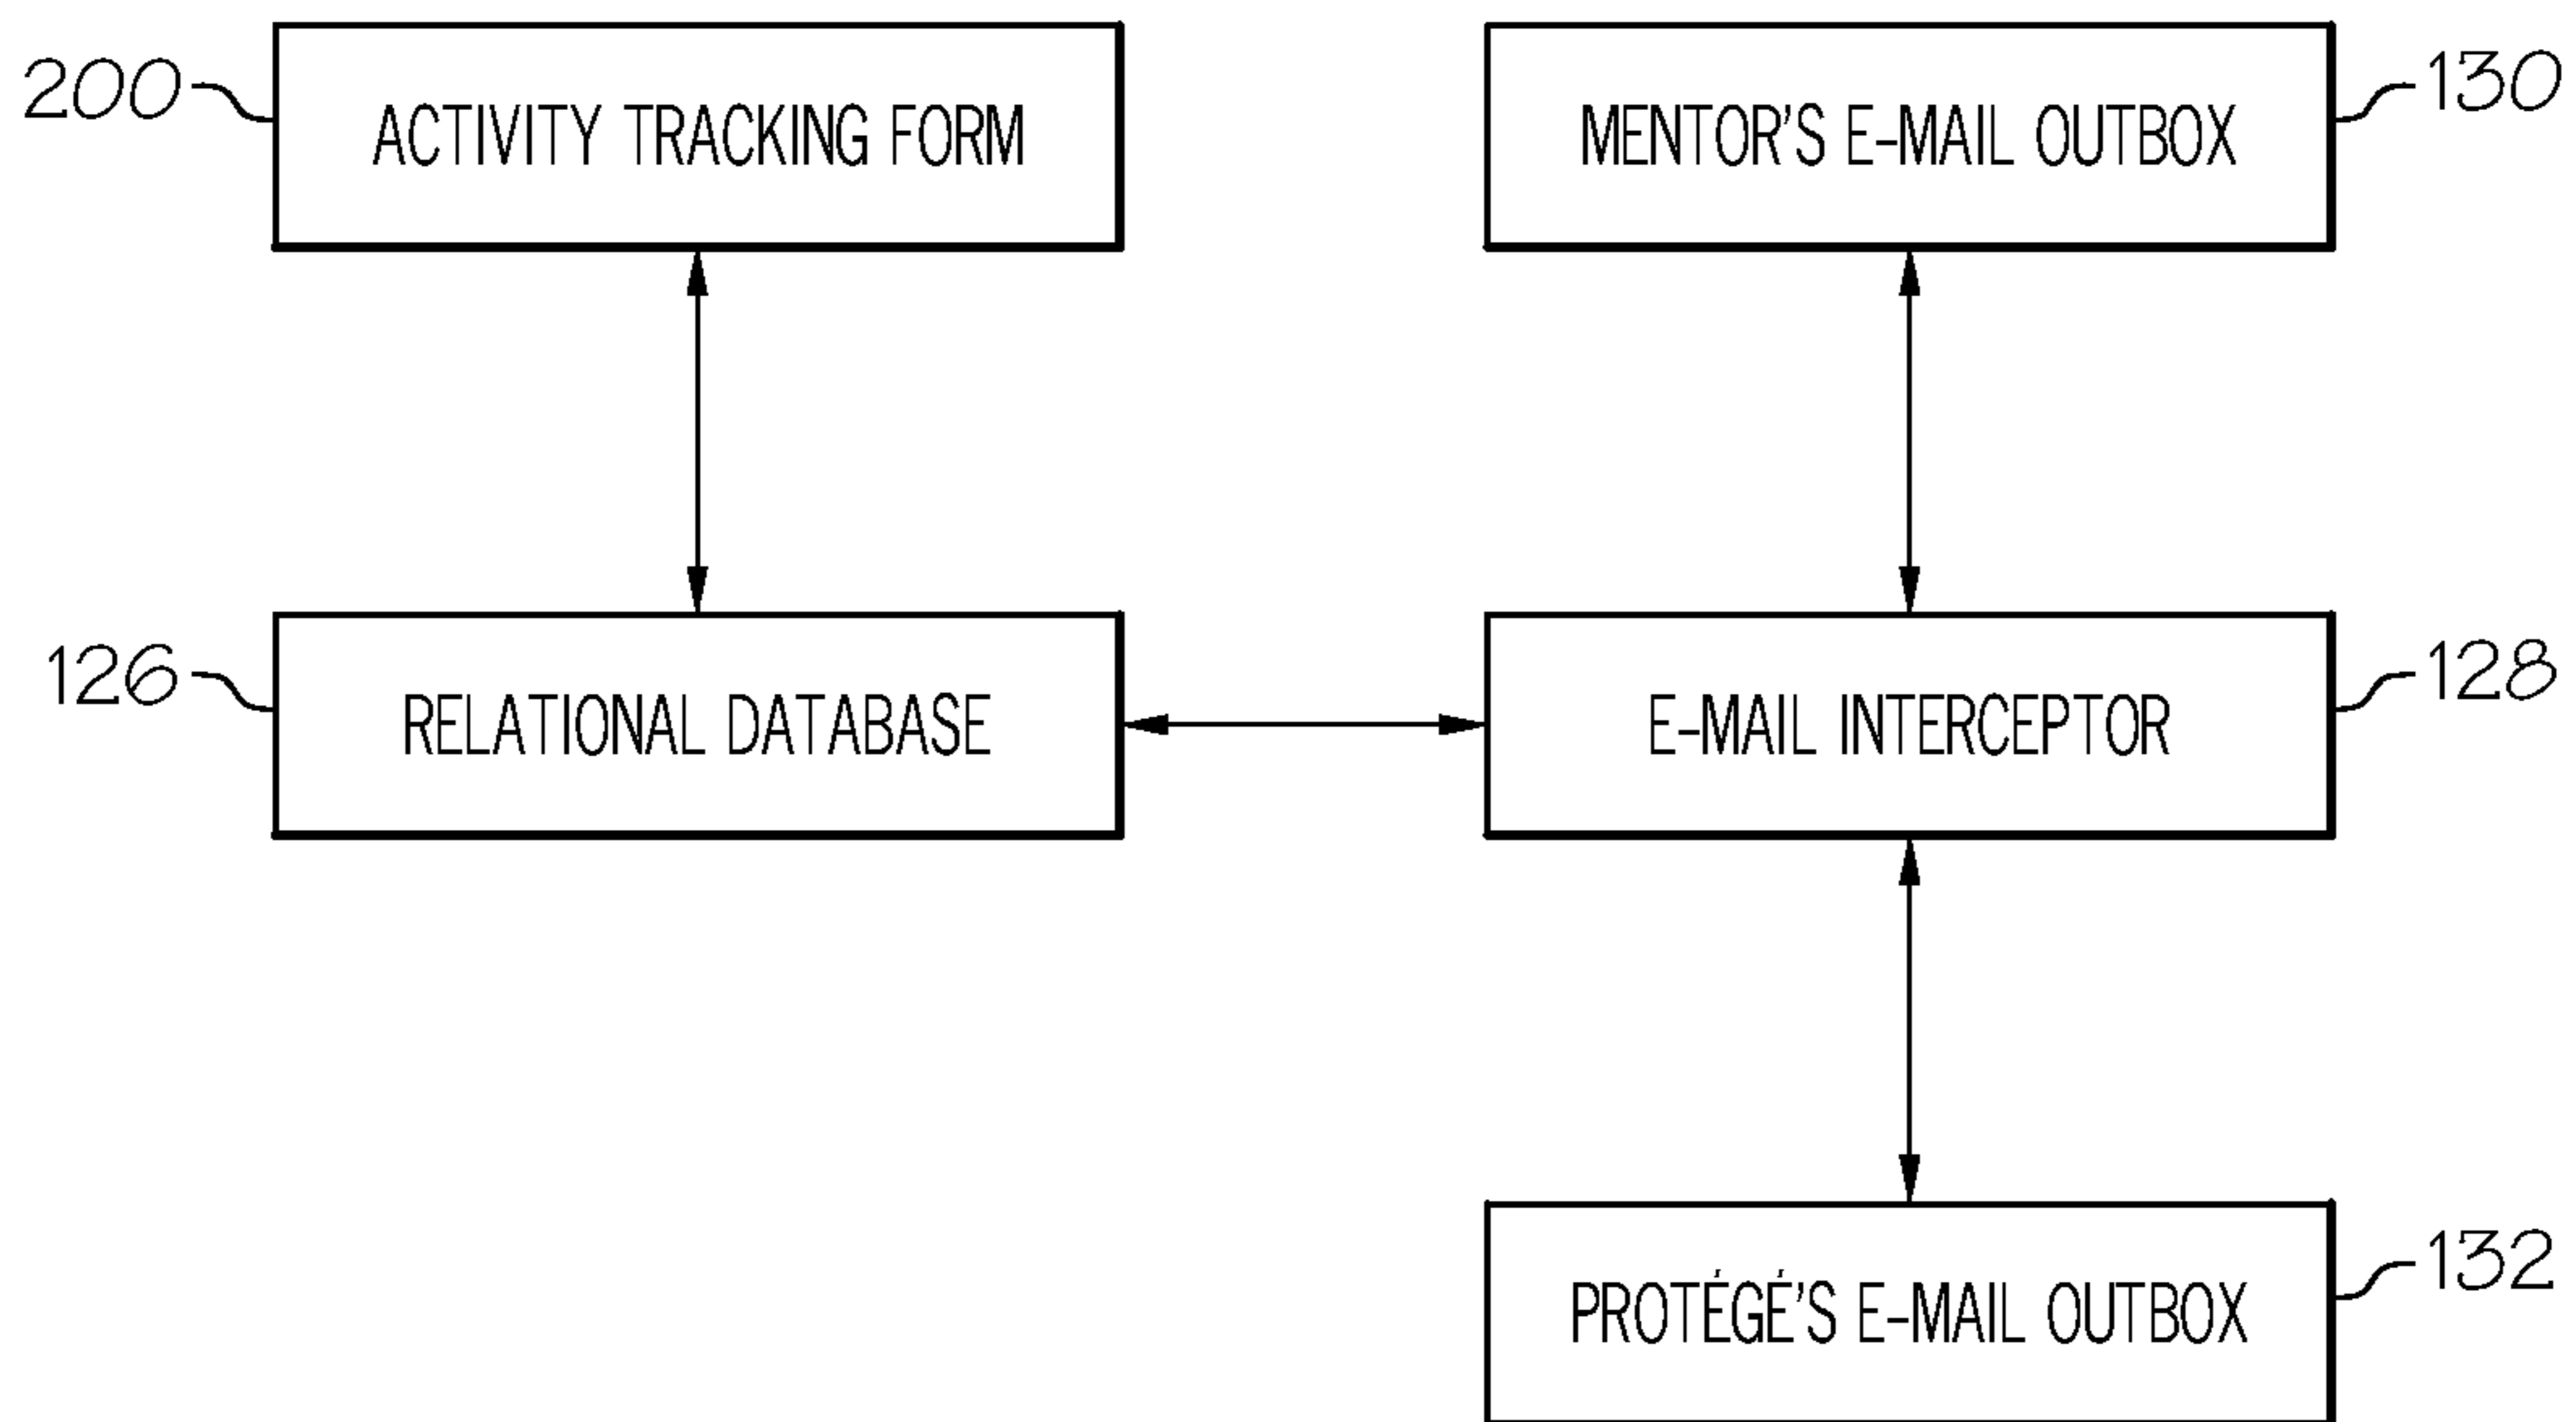 200
ACTIVITY TRACKING FORM
MENTOR'S E-MAIL OUTBOX
130
126
RELATIONAL DATABASE
E-MAIL INTERCEPTOR
128
PROTÉGÉ'S E-MAIL OUTBOX
132